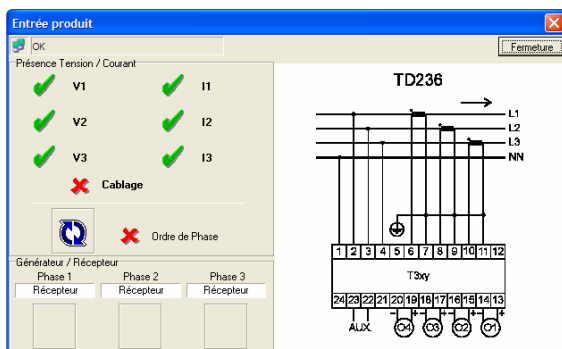 Entrée produit
OK
Fermeture
Présence Tension / Courant
V1 I1
V2 I2
V3 I3
Cablage
Ordre de Phase
Générateur / Récepteur
Phase 1 Phase 2 Phase 3
Récepteur Récepteur Récepteur
TD236
L1
L2
L3
NN
1 2 3 4 5 6 7 8 9 10 11 12
T3xy
24 23 22 21 20 19 18 17 16 15 14 13
AUX. - O4 + - O3 + - O2 + - O1 +